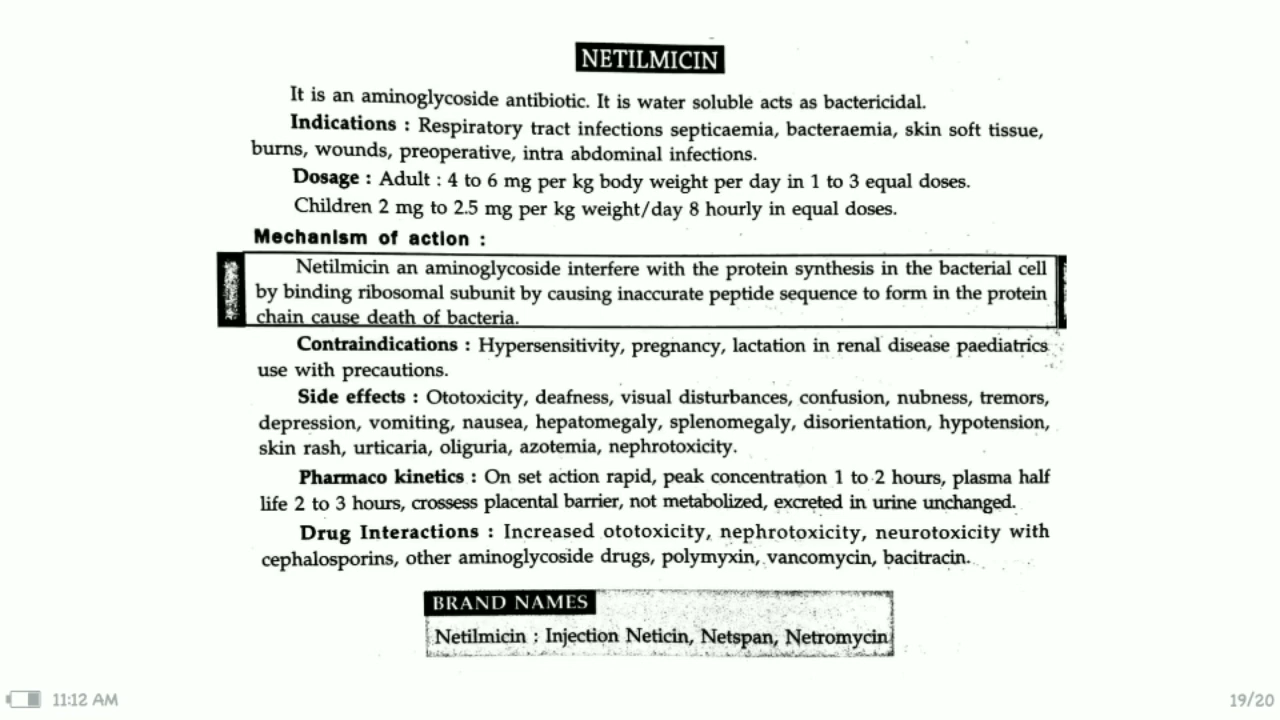 NETILMICIN
It is an aminoglycoside antibiotic. It is water soluble acts as bactericidal.
Indications : Respiratory tract infections septicaemia, bacteraemia, skin soft tissue,
burns, wounds, preoperative, intra abdominal infections.
Dosage : Adult : 4 to 6 mg per kg body weight per day in 1 to 3 equal doses.
Children 2 mg to 2.5 mg per kg weight/day 8 hourly in equal doses.
Mechanism of action :
Netilmicin an aminoglycoside interfere with the protein synthesis in the bacterial cell
by binding ribosomal subunit by causing inaccurate peptide sequence to form in the protein
chain cause death of bacteria.
Contraindications : Hypersensitivity, pregnancy, lactation in renal disease paediatrics
use with precautions.
Side effects : Ototoxicity, deafness, visual disturbances, confusion, nubness, tremors,
depression, vomiting, nausea, hepatomegaly, splenomegaly, disorientation, hypotension,
skin rash, urticaria, oliguria, azotemia, nephrotoxicity.
Pharmaco kinetics : On set action rapid, peak concentration 1 to 2 hours, plasma half
life 2 to 3 hours, crossess placental barrier, not metabolized, excreted in urine unchanged.
Drug Interactions : Increased ototoxicity, nephrotoxicity, neurotoxicity with
cephalosporins, other aminoglycoside drugs, polymyxin, vancomycin, bacitracin.
BRAND NAMES
Netilmicin : Injection Neticin, Netspan, Netromycin
11:12 AM
19/20